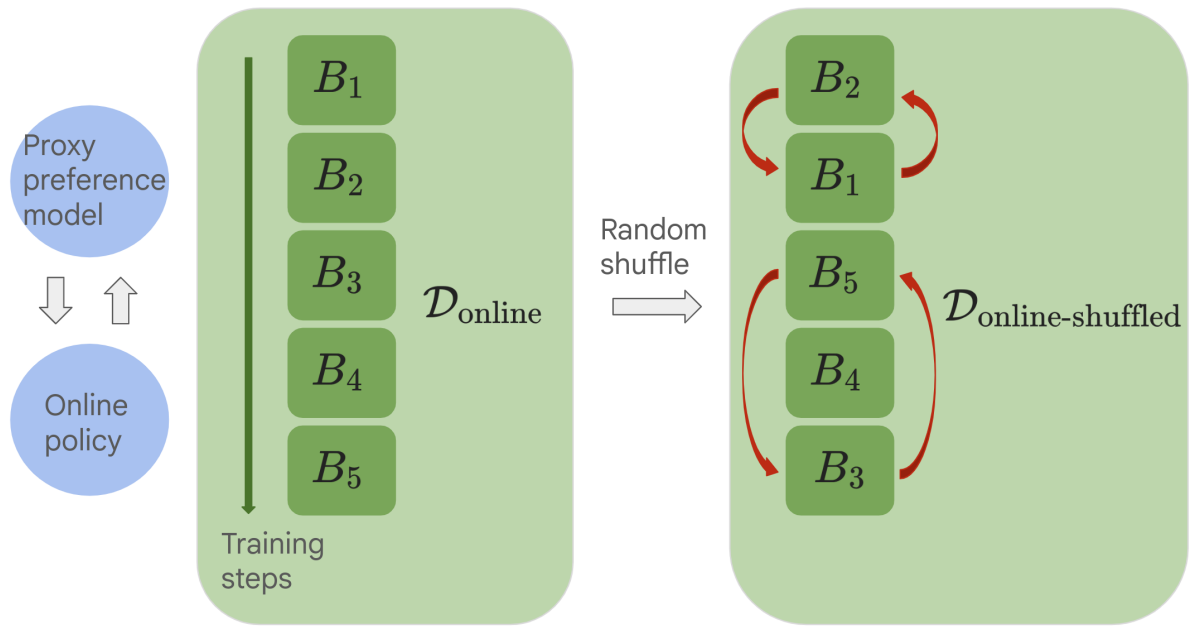 Proxy
preference
model
Online
policy
B₁
B₂
B₃
B₄
B₅
𝒟online
Training
steps
Random
shuffle
B₂
B₁
B₅
B₄
B₃
𝒟online-shuffled